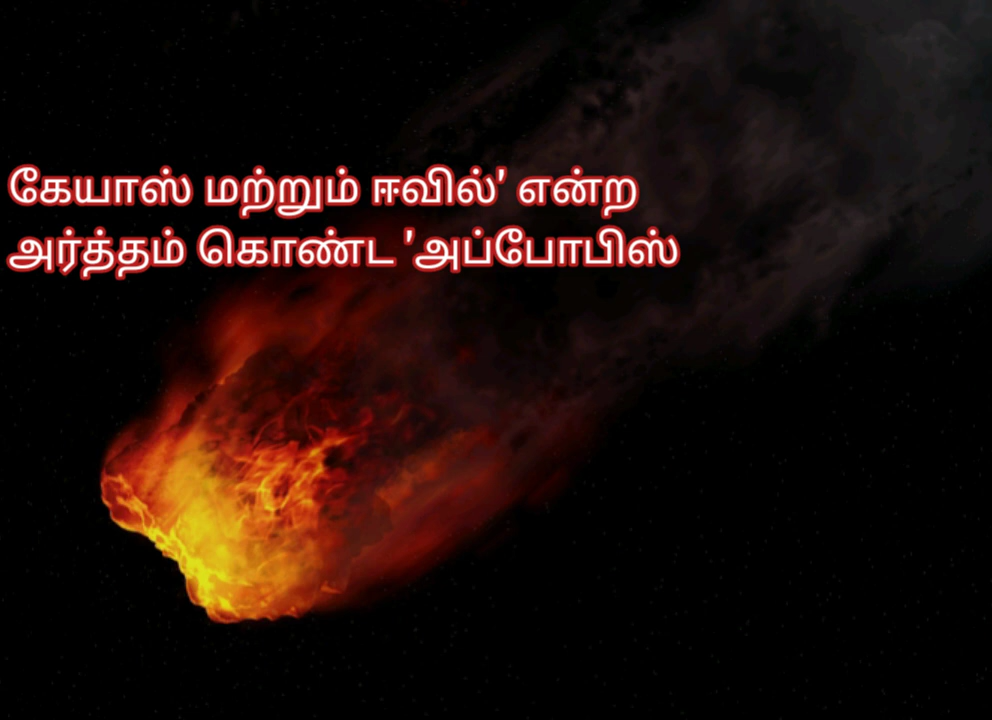 கேயாஸ் மற்றும் ஈவில்' என்ற
அர்த்தம் கொண்ட 'அப்போபிஸ்